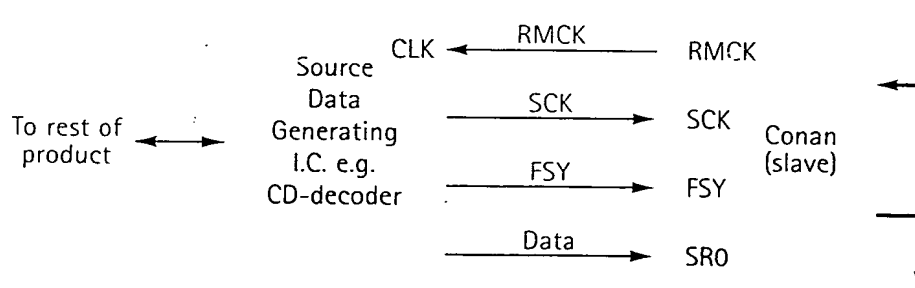 RMCK
CLK
RMCK
Source
Data
Generating
I.C. e.g.
CD-decoder
To rest of
product
SCK
SCK
Conan
(slave)
FSY
FSY
Data
SR0